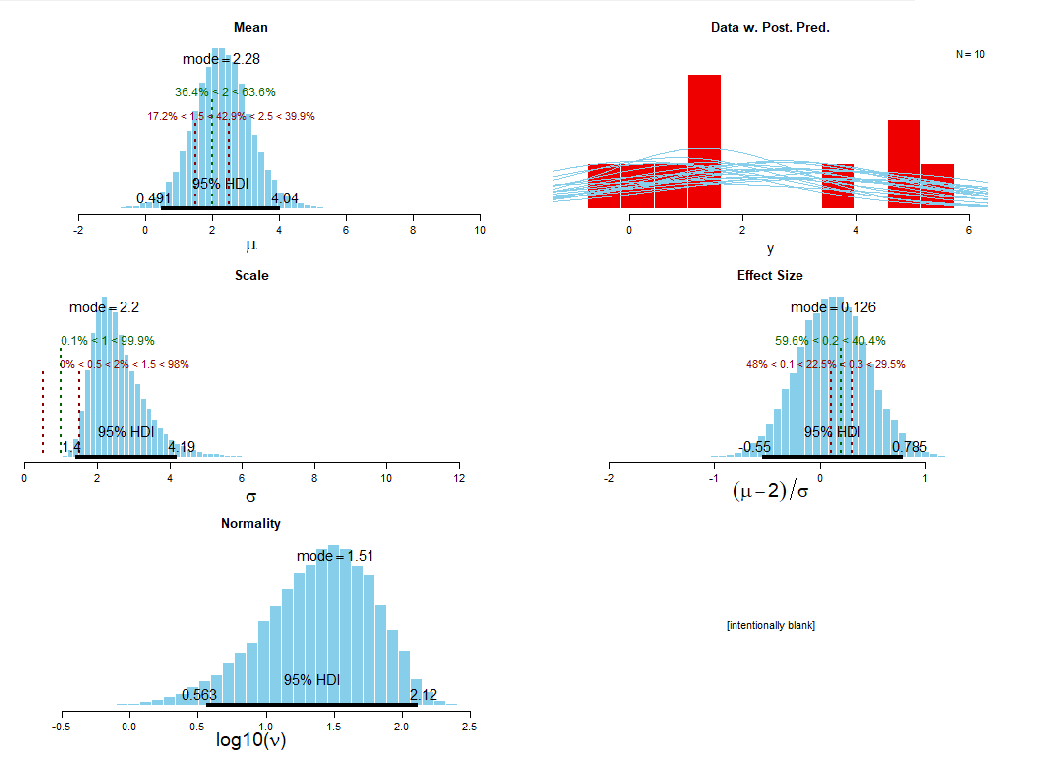 Mean
mode = 2.28
36.4% < 2 < 63.6%
17.2% < 1.5 < 42.9% < 2.5 < 39.9%
95% HDI
0.491 4.04
-2 0 2 4 6 8 10
μ
Data w. Post. Pred.
N = 10
0 2 4 6
y
Scale
mode = 2.2
0.1% < 1 < 99.9%
0% < 0.5 < 2% < 1.5 < 98%
95% HDI
1.4 4.19
0 2 4 6 8 10 12
σ
Effect Size
mode = 0.126
59.6% < 0.2 < 40.4%
48% < 0.1 < 22.5% < 0.3 < 29.5%
95% HDI
-0.55 0.785
-2 -1 0 1
(μ − 2)/σ
Normality
mode = 1.51
95% HDI
0.563 2.12
-0.5 0.0 0.5 1.0 1.5 2.0 2.5
log10(ν)
[intentionally blank]